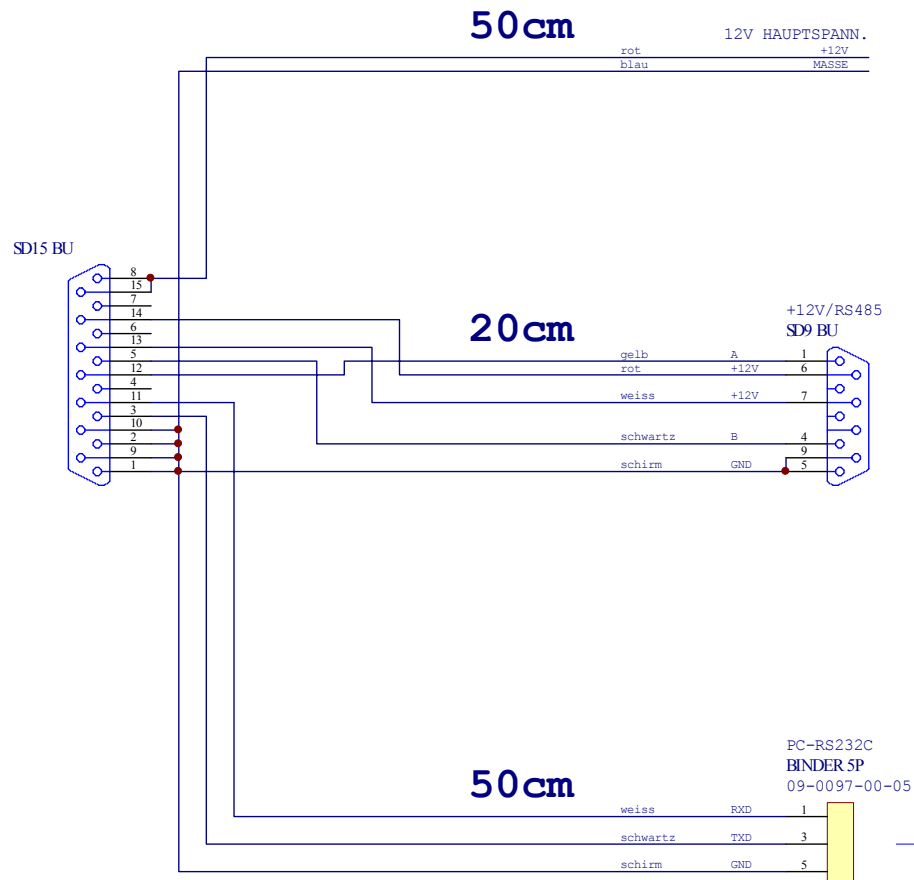 50cm
12V HAUPTSPANN.
rot +12V
blau MASSE
SD15 BU
8
15
7
14
6
13
5
12
4
11
3
10
2
9
1
20cm
+12V/RS485
SD9 BU
gelb A 1
rot +12V 6
weiss +12V 7
schwartz B 4
9
schirm GND 5
PC-RS232C
BINDER 5P
09-0097-00-05
50cm
weiss RXD 1
schwartz TXD 3
schirm GND 5